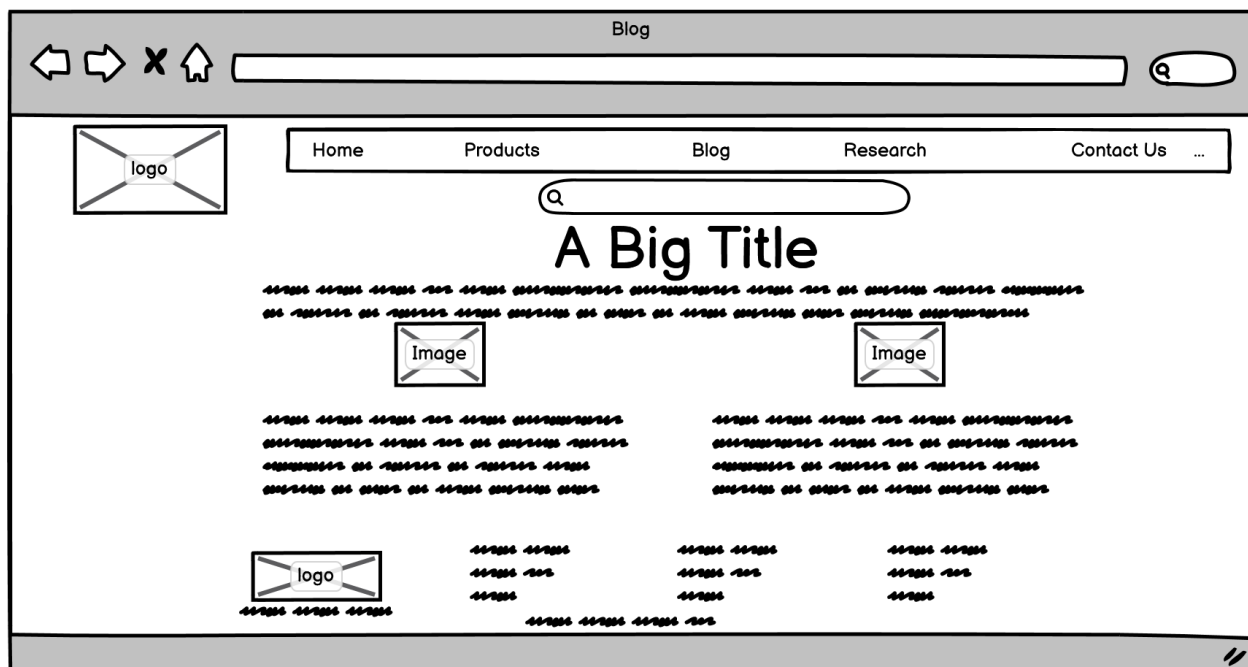 Blog
logo
Home Products Blog Research Contact Us ...
A Big Title
Image Image
logo